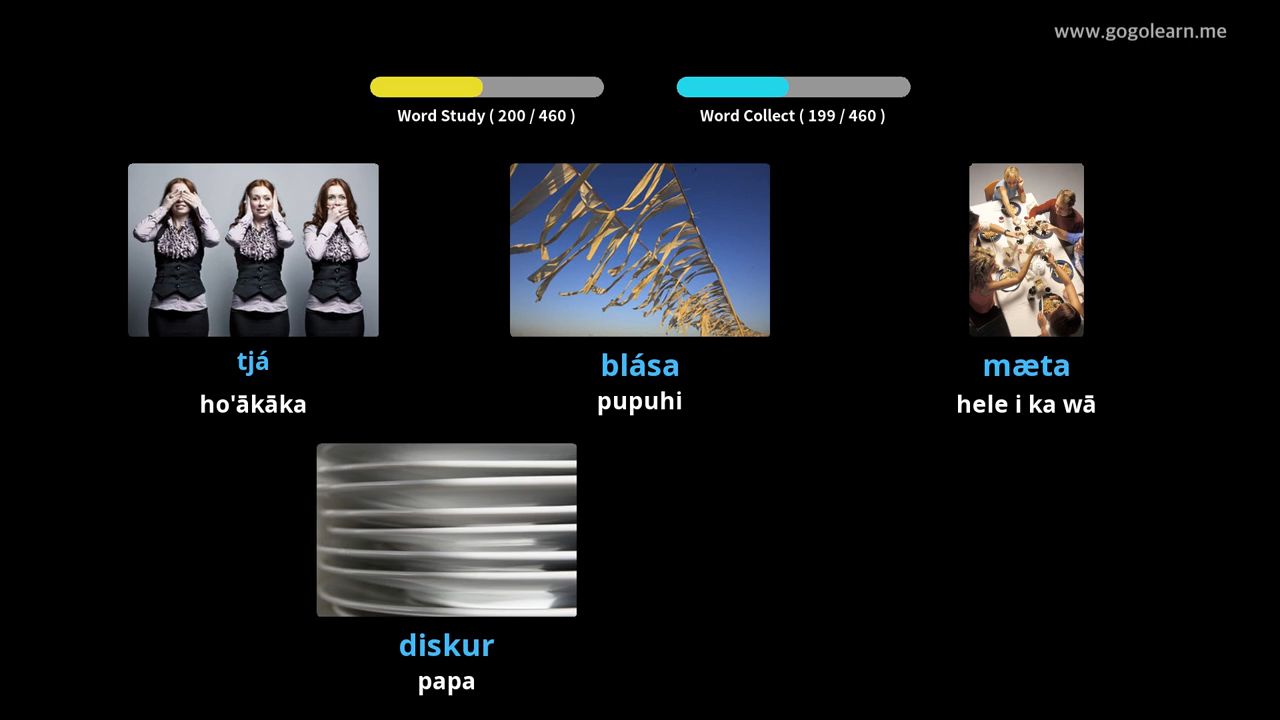 www.gogolearn.me
Word Study ( 200 / 460 )
Word Collect ( 199 / 460 )
tjá
ho'ākāka
blása
pupuhi
mæta
hele i ka wā
diskur
papa